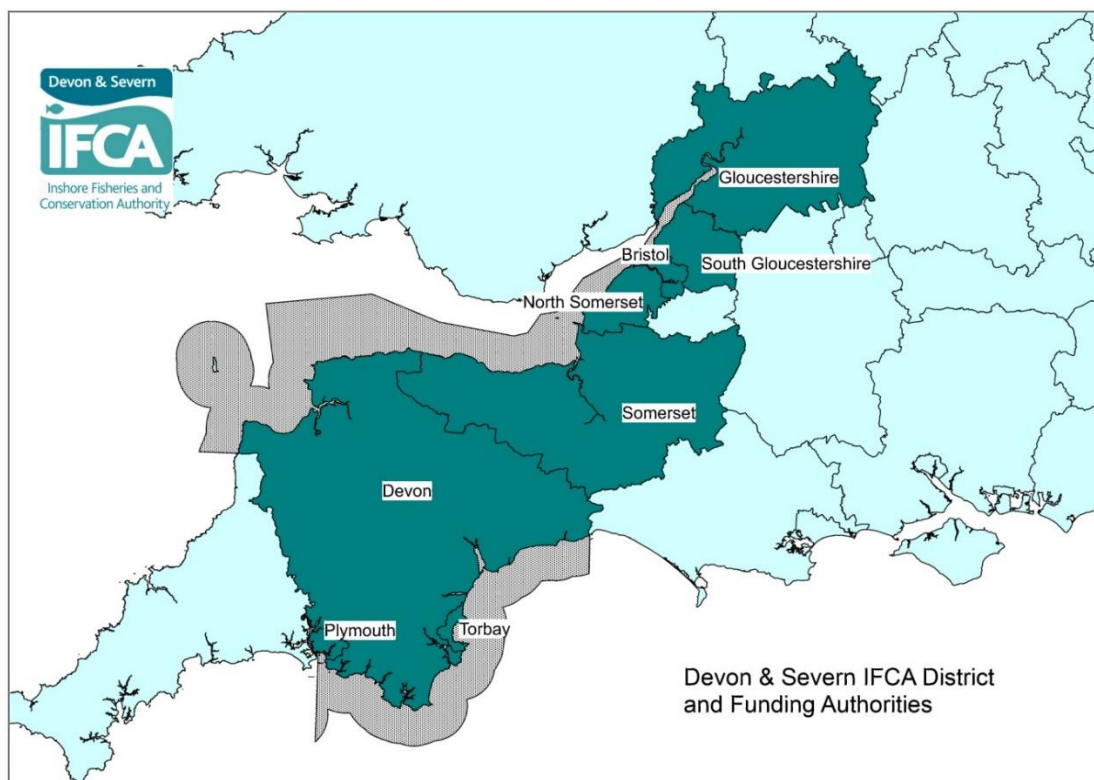 Devon & Severn
IFCA
Inshore Fisheries and
Conservation Authority
Gloucestershire
Bristol
South Gloucestershire
North Somerset
Somerset
Devon
Plymouth
Torbay
Devon & Severn IFCA District
and Funding Authorities